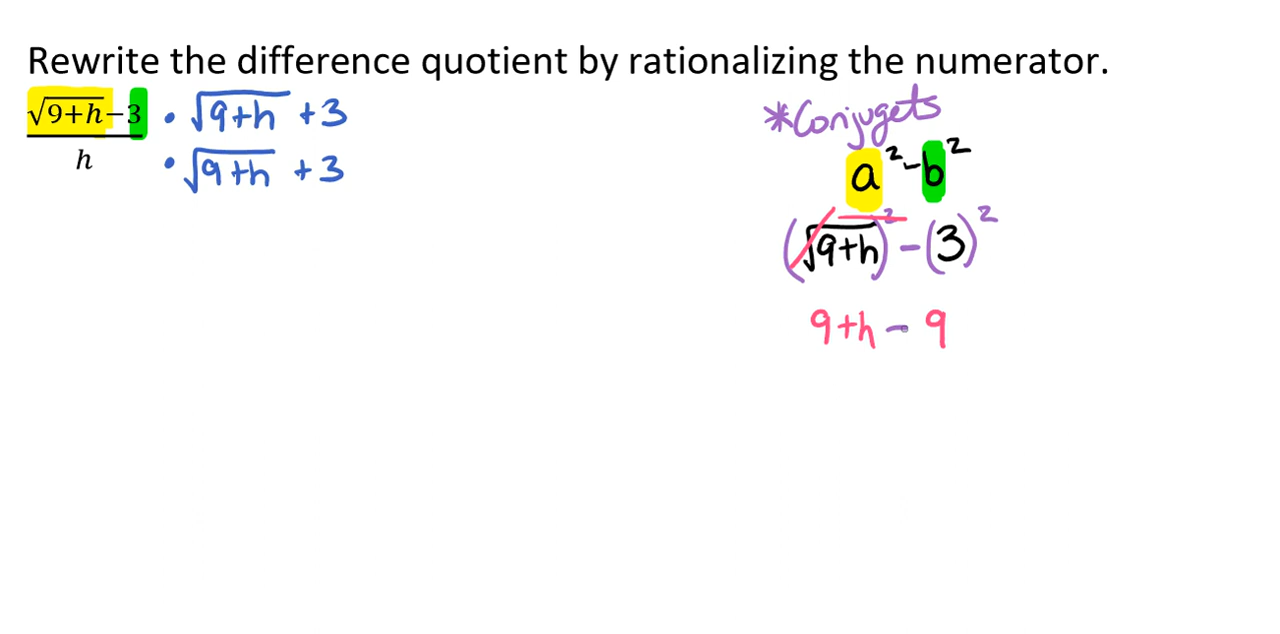 Rewrite the difference quotient by rationalizing the numerator.
√9+h−3 • √9+h +3
h • √9+h +3
*Conjugets
a²-b²
(√9+h)² - (3)²
9+h - 9